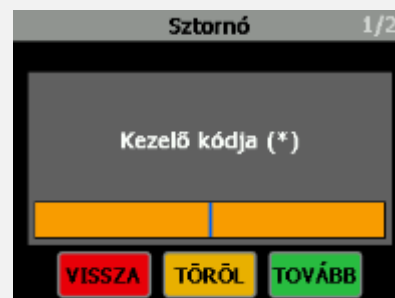 Sztornó 1/2
Kezelő kódja (*)
VISSZA TÖRÖL TOVÁBB